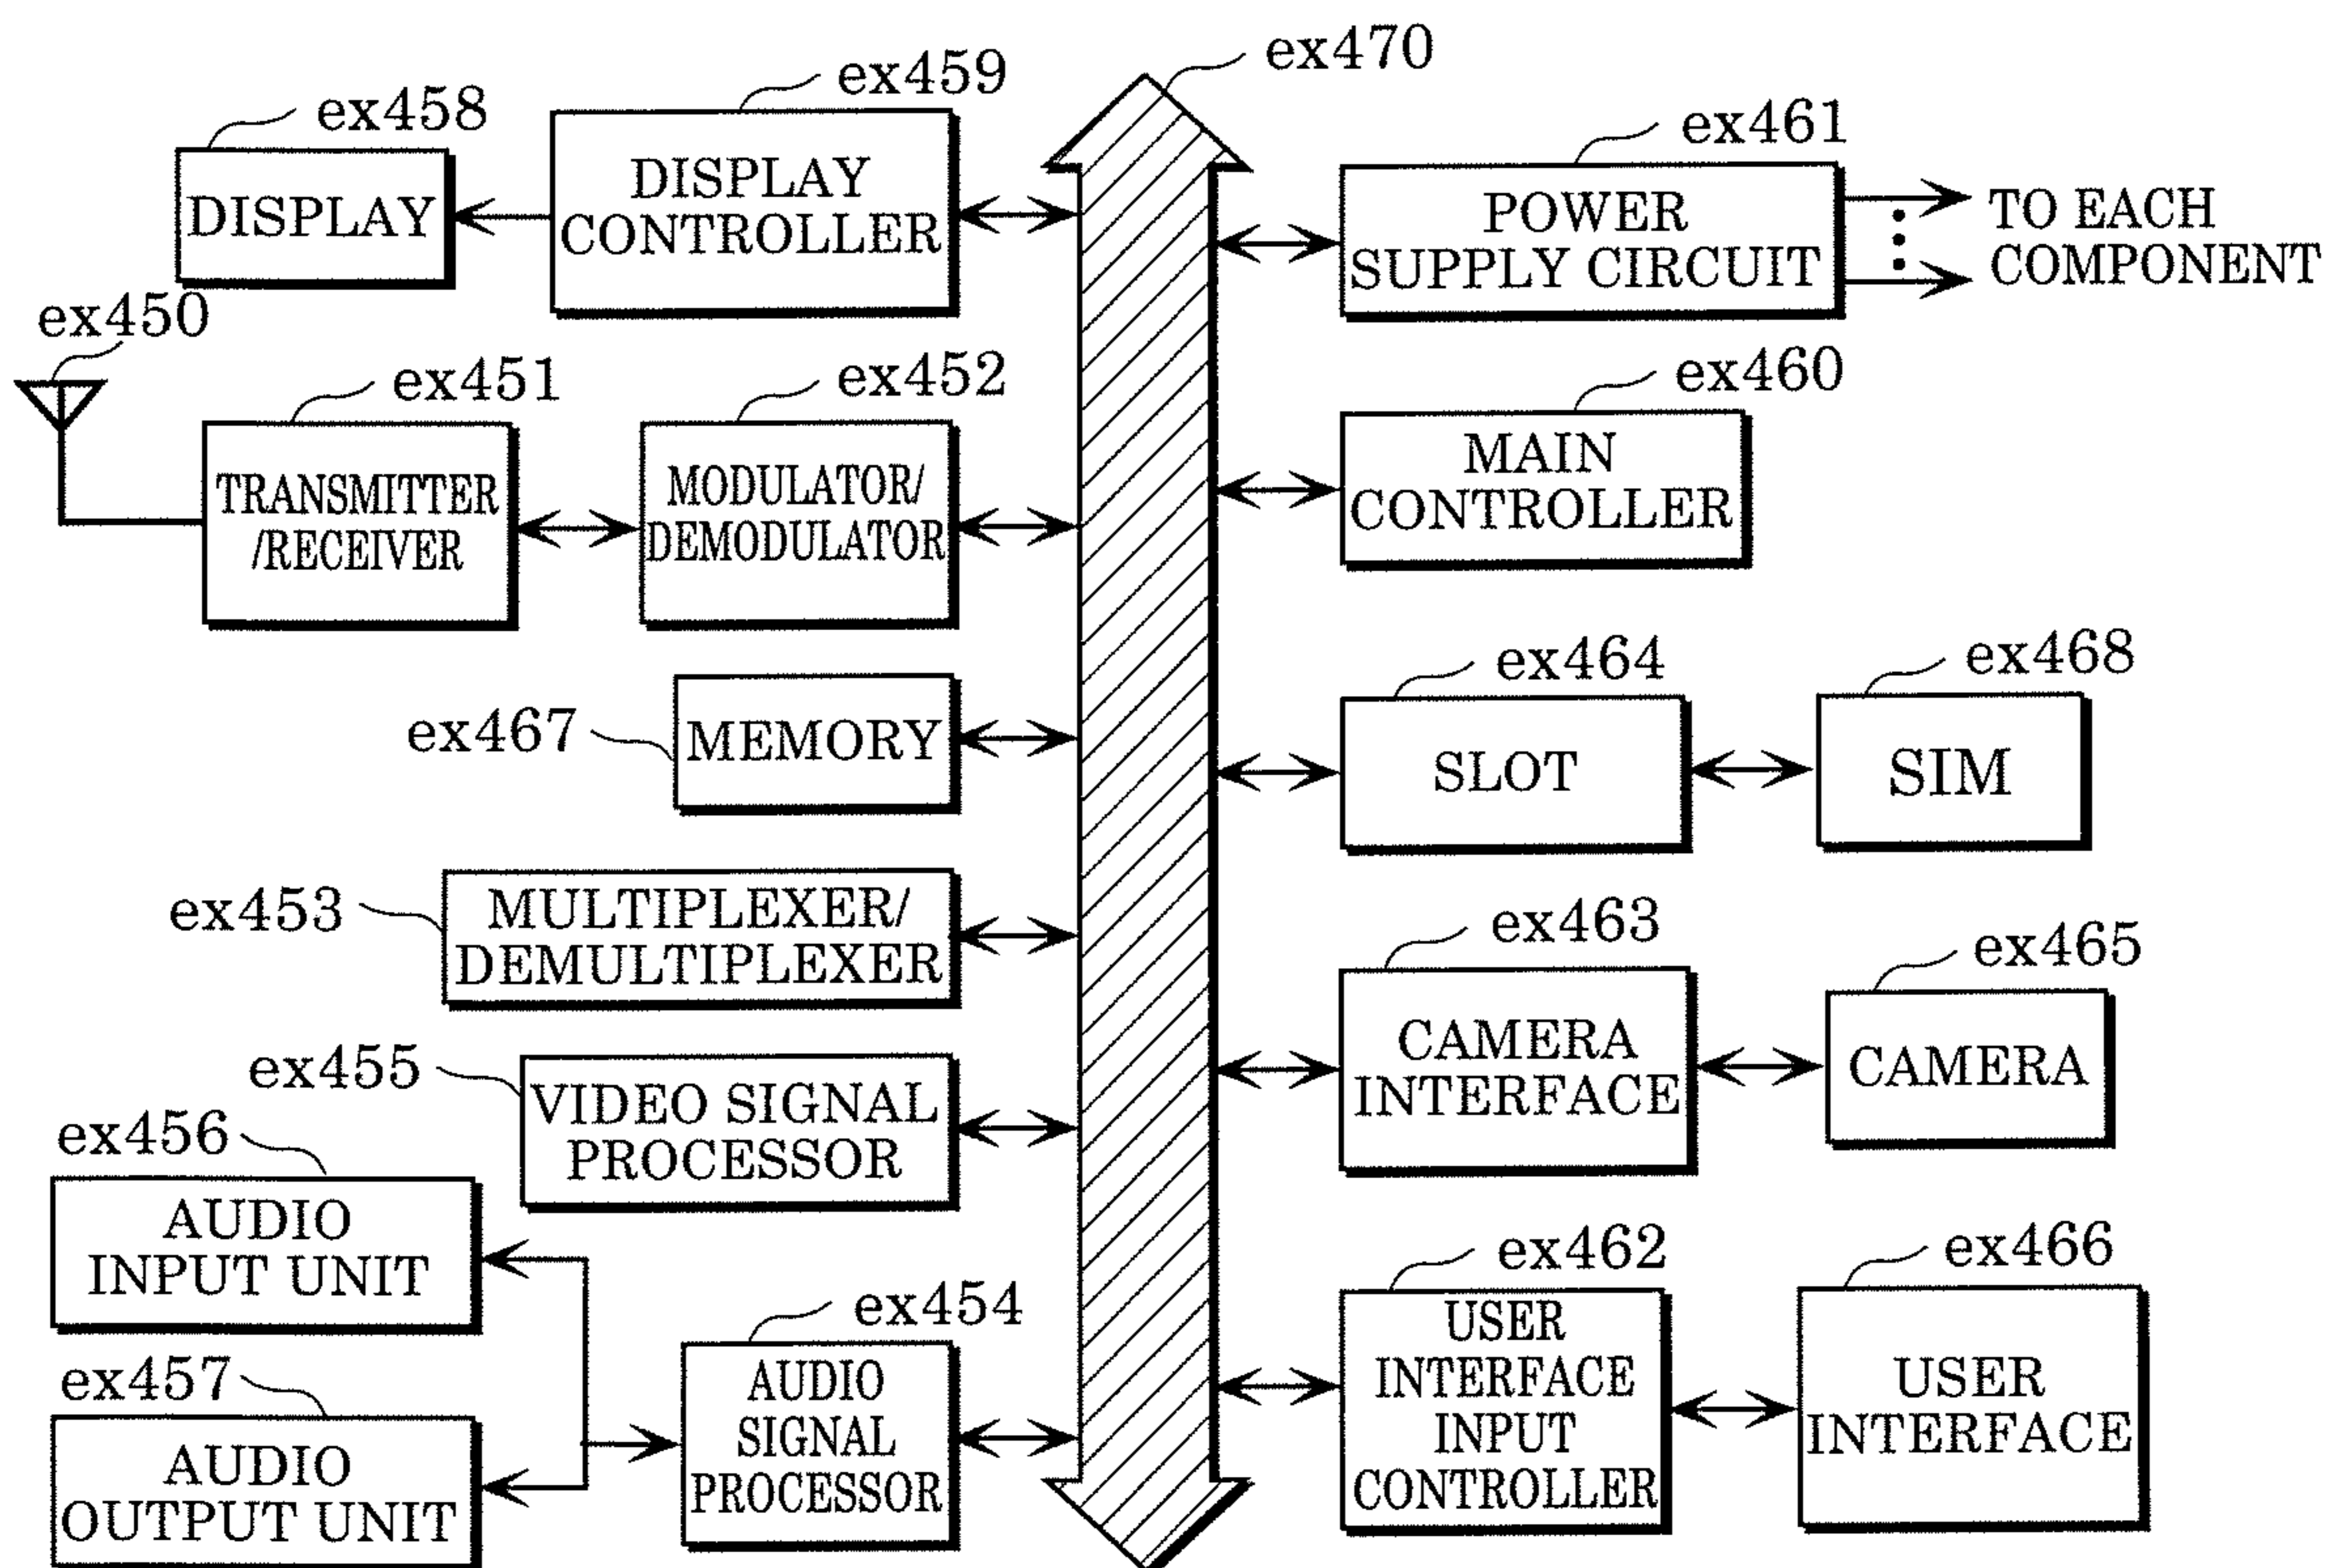 ex470
ex459
ex458
DISPLAY
DISPLAY
CONTROLLER
ex461
POWER
SUPPLY CIRCUIT
TO EACH
COMPONENT
ex450
ex451
TRANSMITTER
/RECEIVER
ex452
MODULATOR/
DEMODULATOR
ex460
MAIN
CONTROLLER
ex467
MEMORY
ex464
SLOT
ex468
SIM
ex453
MULTIPLEXER/
DEMULTIPLEXER
ex463
CAMERA
INTERFACE
ex465
CAMERA
ex455
VIDEO SIGNAL
PROCESSOR
ex456
AUDIO
INPUT UNIT
ex457
AUDIO
OUTPUT UNIT
ex454
AUDIO
SIGNAL
PROCESSOR
ex462
USER
INTERFACE
INPUT
CONTROLLER
ex466
USER
INTERFACE